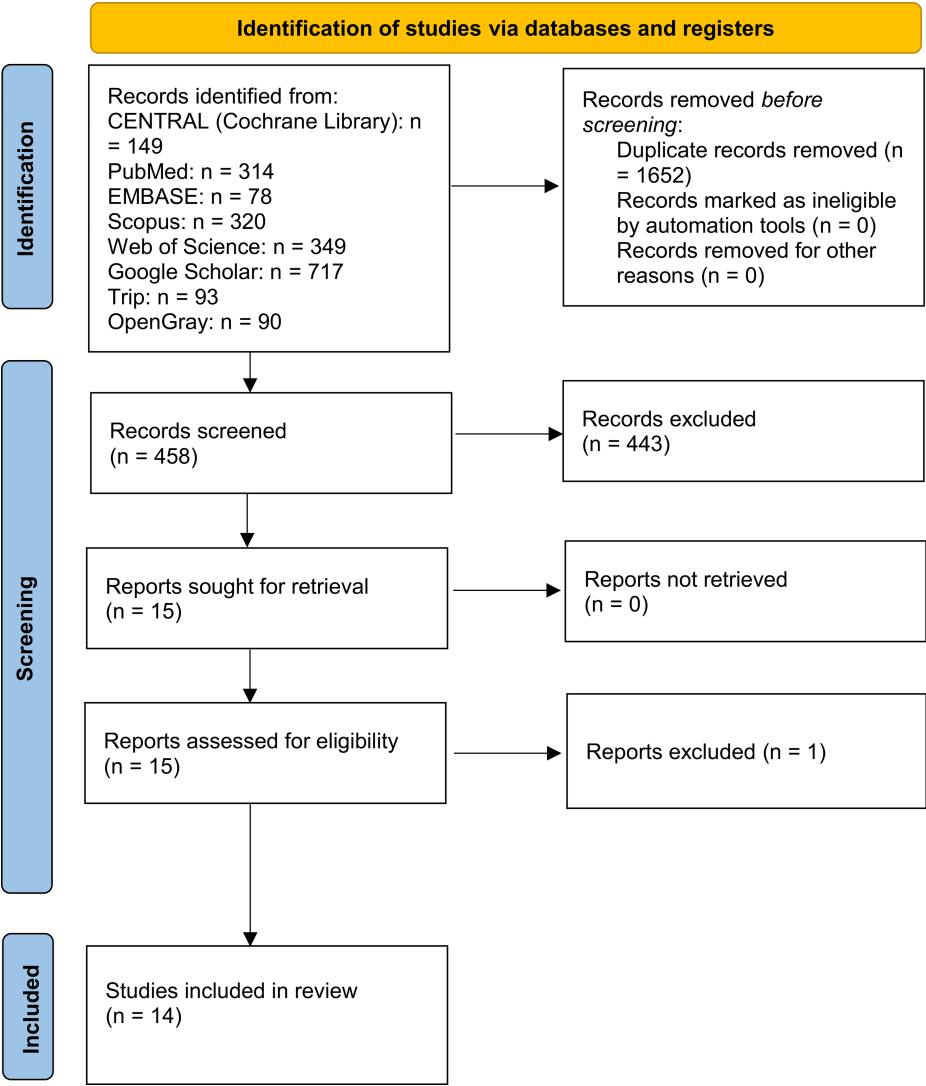 Identification of studies via databases and registers
Identification
Records identified from:
CENTRAL (Cochrane Library): n
= 149
PubMed: n = 314
EMBASE: n = 78
Scopus: n = 320
Web of Science: n = 349
Google Scholar: n = 717
Trip: n = 93
OpenGray: n = 90
Records removed before
screening:
Duplicate records removed (n
= 1652)
Records marked as ineligible
by automation tools (n = 0)
Records removed for other
reasons (n = 0)
Screening
Records screened
(n = 458)
Records excluded
(n = 443)
Reports sought for retrieval
(n = 15)
Reports not retrieved
(n = 0)
Reports assessed for eligibility
(n = 15)
Reports excluded (n = 1)
Included
Studies included in review
(n = 14)